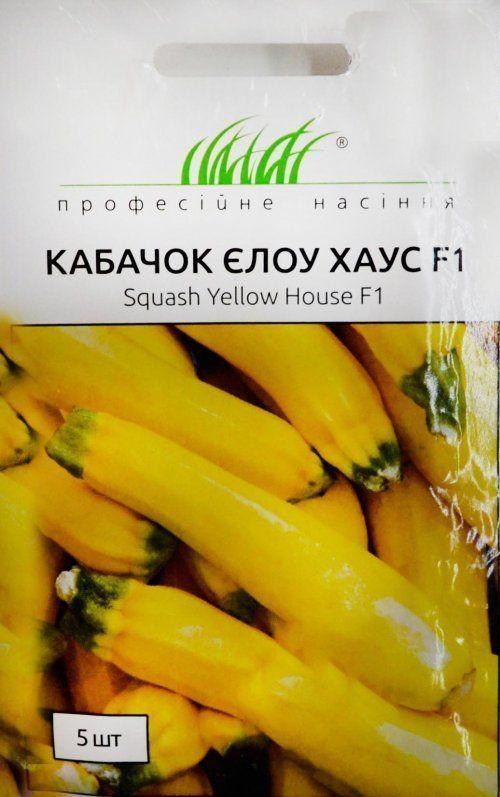 ®
професійне насіння
КАБАЧОК ЄЛОУ ХАУС F1
Squash Yellow House F1
5 шт